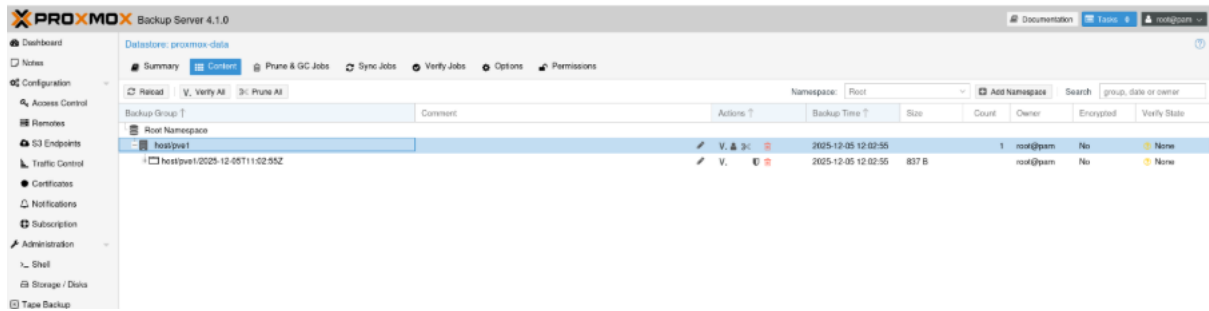 PROXMOX Backup Server 4.1.0
Documentation
Tasks 6
root@pam
Dashboard
Notes
Configuration
Access Control
Remotes
S3 Endpoints
Traffic Control
Certificates
Notifications
Subscription
Administration
Shell
Storage / Disks
Tape Backup
Datastore: proxmox-data
Summary Content Prune & GC Jobs Sync Jobs Verify Jobs Options Permissions
Reload V. Verify All Prune All Namespace: Root Add Namespace Search group, date or owner
Backup Group ↑ Comment Actions ↑ Backup Time ↑ Size Count Owner Encrypted Verify State
Root Namespace
host/pve1 V. 2025-12-05 12:02:55 1 root@pam No None
host/pve1/2025-12-05T11:02:55Z V. 2025-12-05 12:02:55 837 B root@pam No None